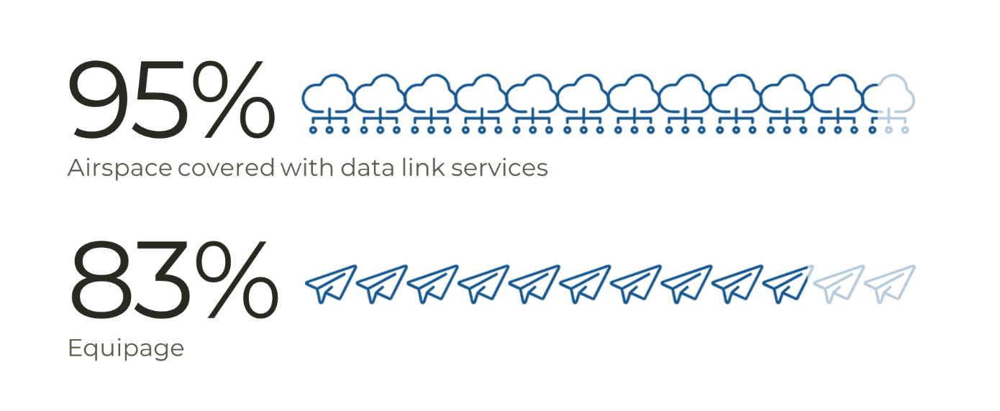 95%
Airspace covered with data link services
83%
Equipage